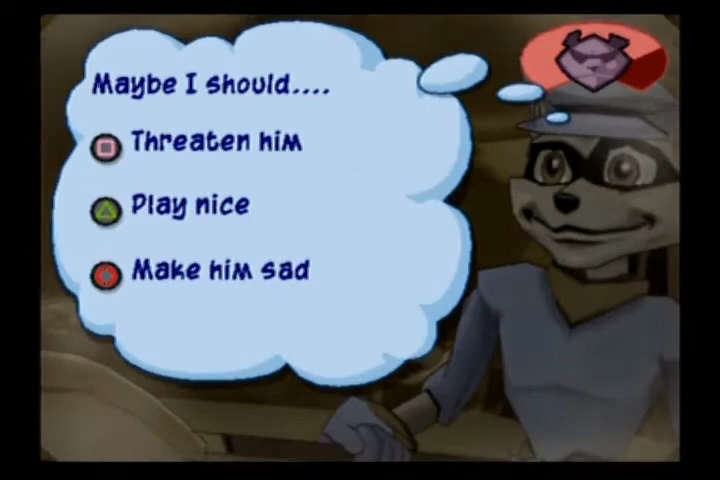 Maybe I should....
Threaten him
Play nice
Make him sad